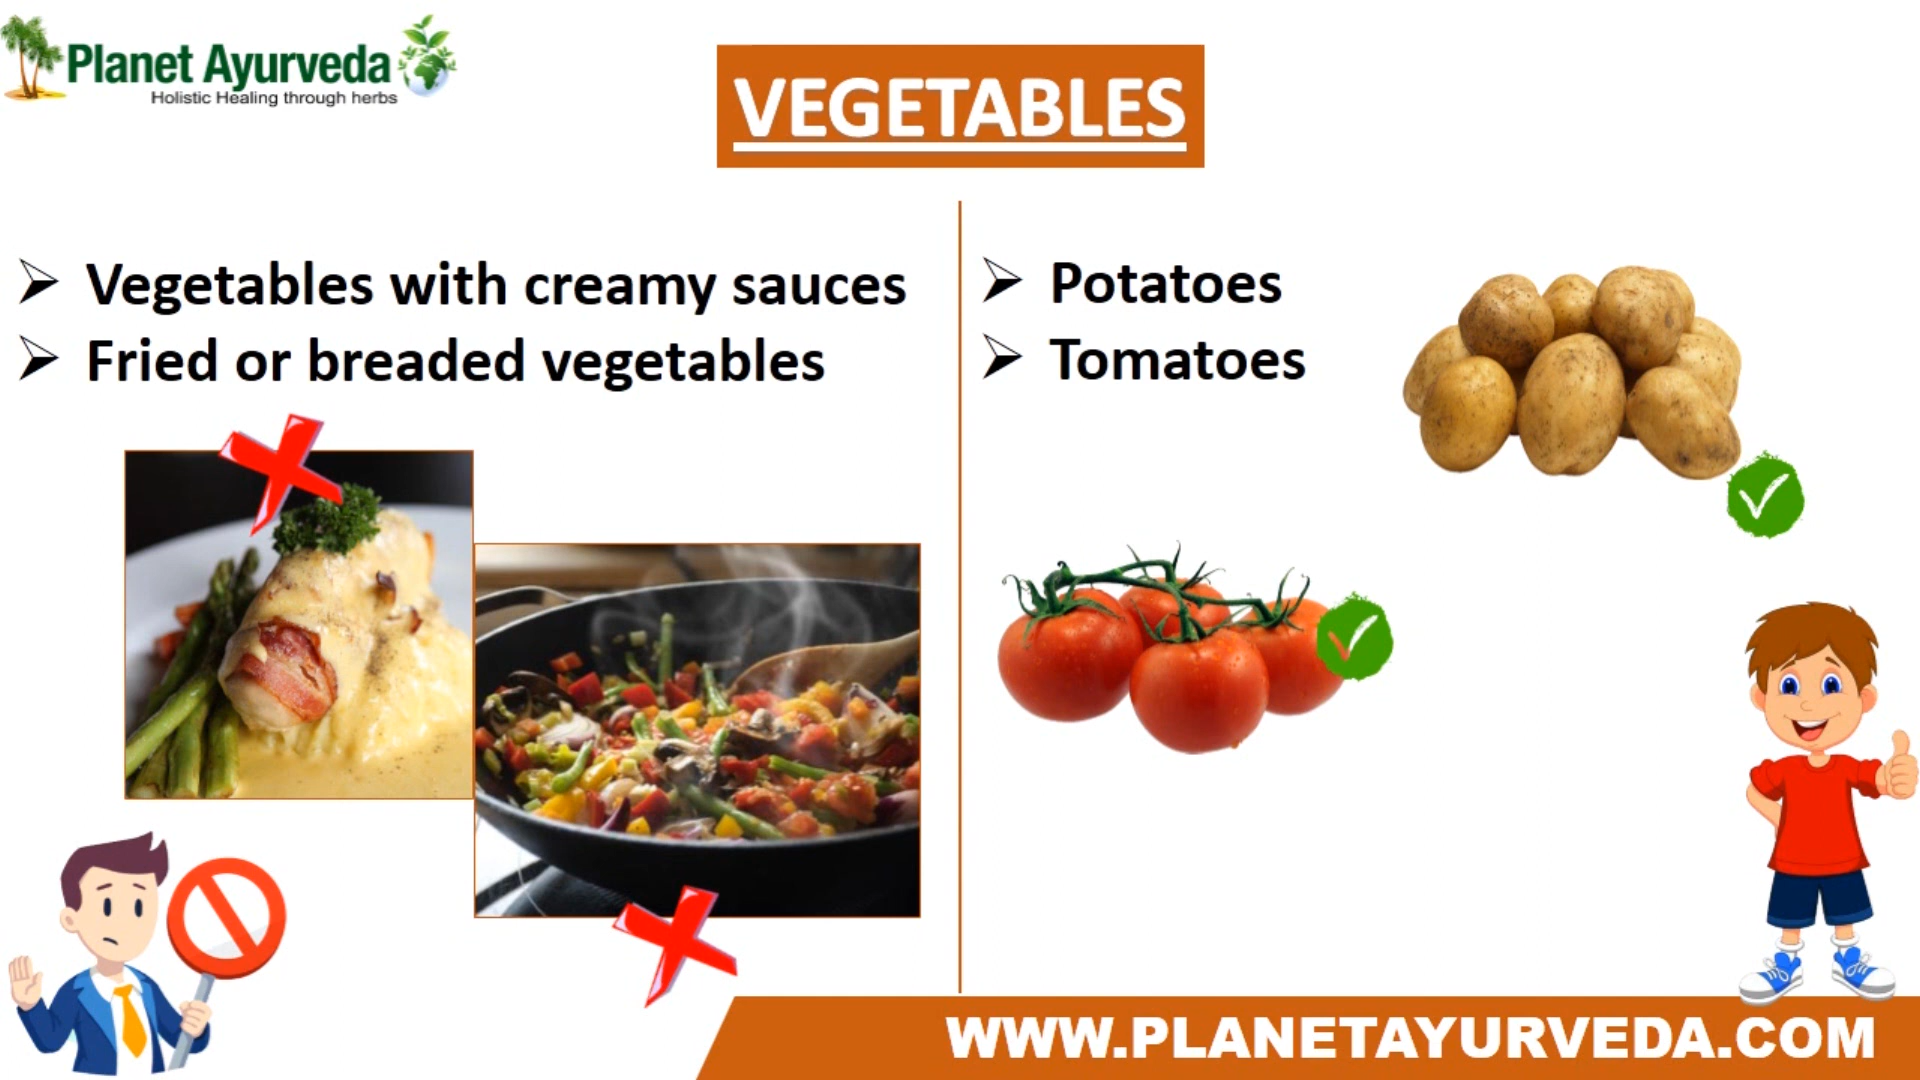 Planet Ayurveda
Holistic Healing through herbs
VEGETABLES
➢ Vegetables with creamy sauces
➢ Fried or breaded vegetables
➢ Potatoes
➢ Tomatoes
WWW.PLANETAYURVEDA.COM